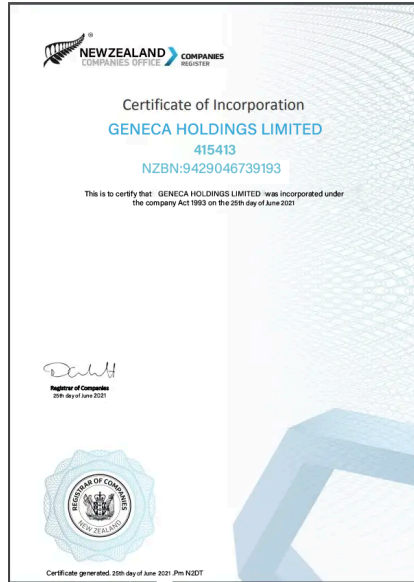 ®
NEWZEALAND
COMPANIES OFFICE
COMPANIES
REGISTER
Certificate of Incorporation
GENECA HOLDINGS LIMITED
415413
NZBN:9429046739193
This is to certify that GENECA HOLDINGS LIMITED was incorporated under
the company Act 1993 on the 25th day of June 2021
Registrar of Companies
25th day of June 2021
REGISTRAR OF COMPANIES
NEW ZEALAND
Certificate generated. 25th day of June 2021 .Pm N2DT